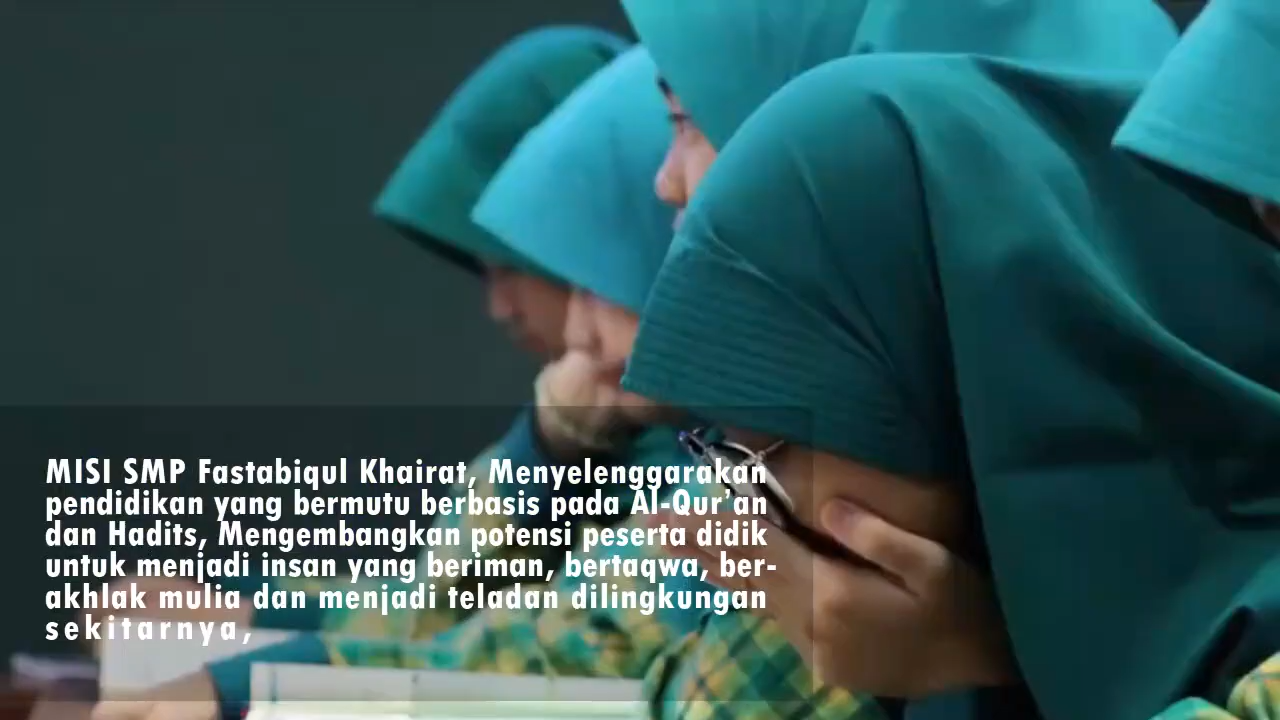 MISI SMP Fastabiqul Khairat, Menyelenggarakan
pendidikan yang bermutu berbasis pada Al-Qur’an
dan Hadits, Mengembangkan potensi peserta didik
untuk menjadi insan yang beriman, bertaqwa, ber-
akhlak mulia dan menjadi teladan dilingkungan
sekitarnya,